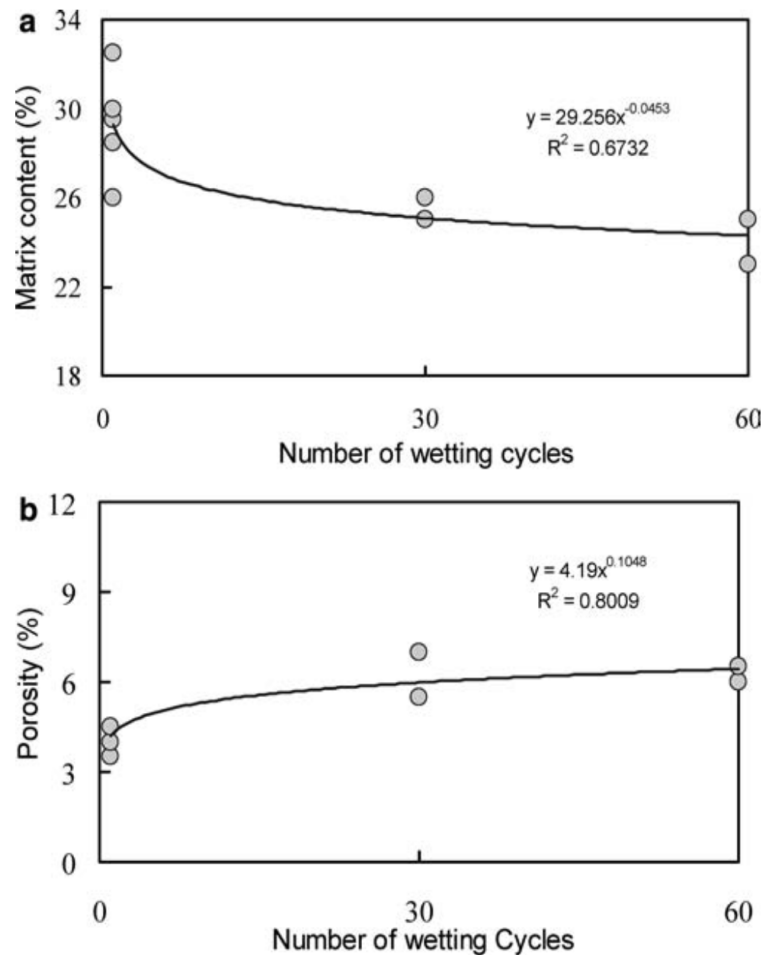 a
34
30
26
22
18
Matrix content (%)
y = 29.256x^-0.0453
R² = 0.6732
0 30 60
Number of wetting cycles
b
12
9
6
3
0
Porosity (%)
y = 4.19x^0.1048
R² = 0.8009
0 30 60
Number of wetting Cycles